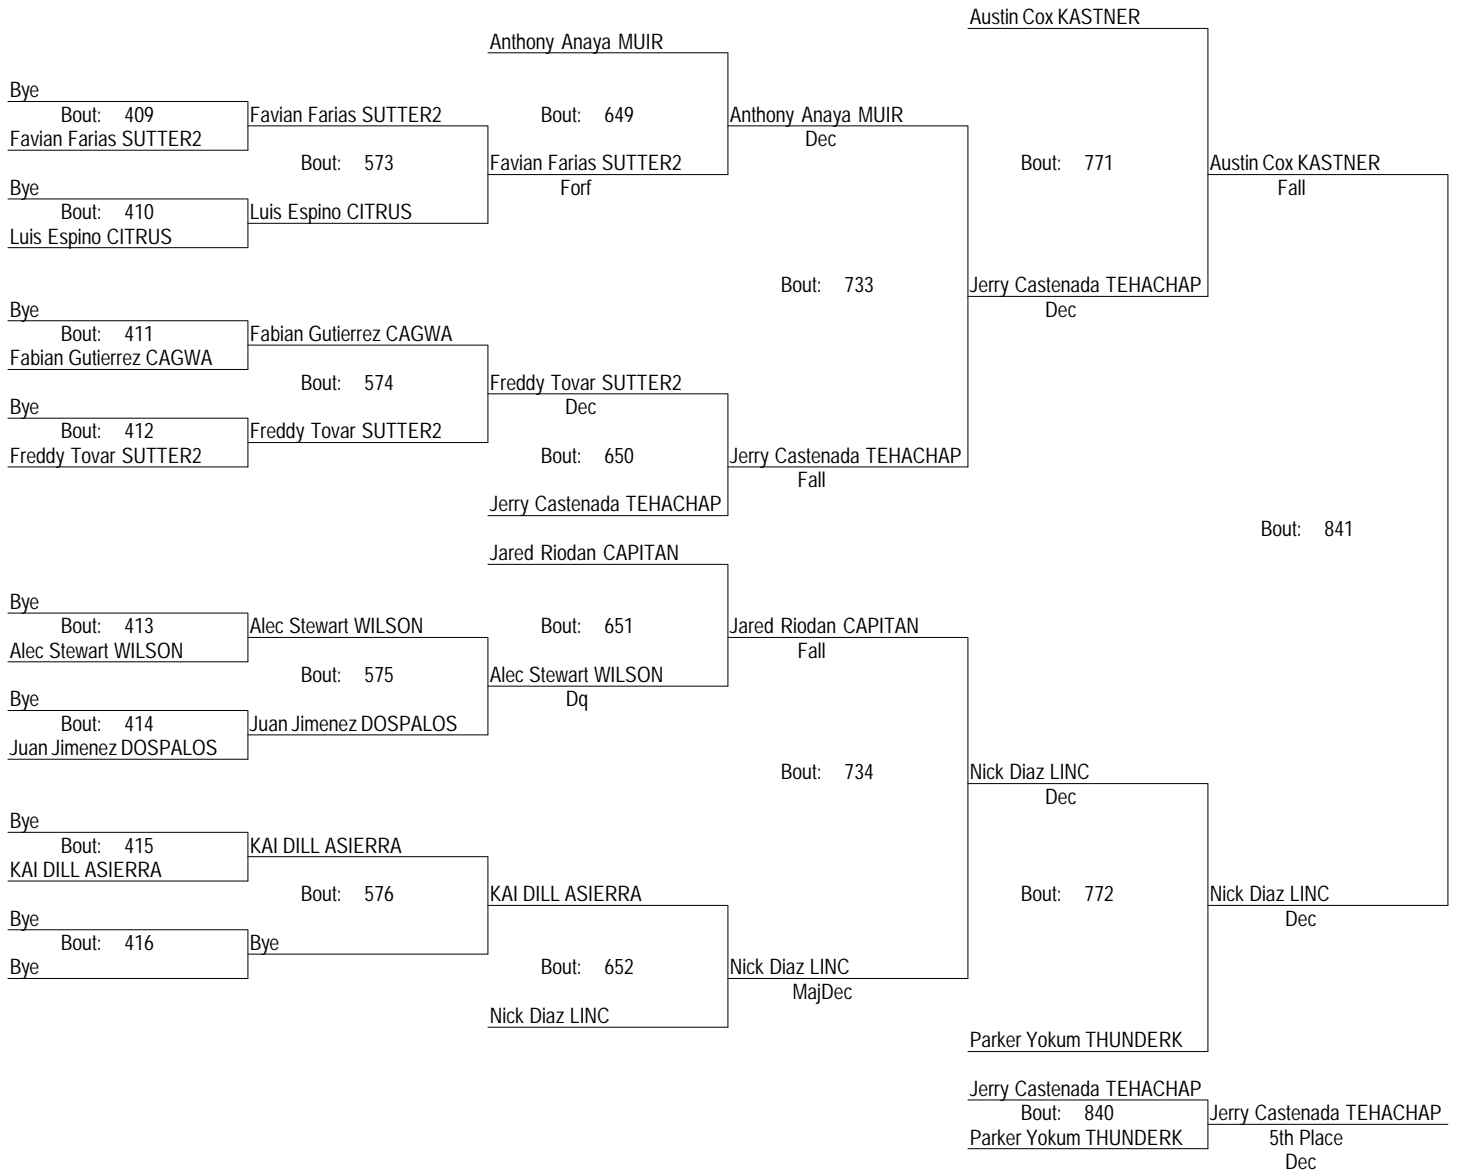 Austin Cox KASTNER
Anthony Anaya MUIR
Bye
Bout: 409
Favian Farias SUTTER2
Bout: 649
Anthony Anaya MUIR
Favian Farias SUTTER2
Dec
Bout: 573
Favian Farias SUTTER2
Bout: 771
Austin Cox KASTNER
Bye
Forf
Fall
Bout: 410
Luis Espino CITRUS
Luis Espino CITRUS
Bout: 733
Jerry Castenada TEHACHAP
Bye
Dec
Bout: 411
Fabian Gutierrez CAGWA
Fabian Gutierrez CAGWA
Bout: 574
Freddy Tovar SUTTER2
Bye
Dec
Bout: 412
Freddy Tovar SUTTER2
Freddy Tovar SUTTER2
Bout: 650
Jerry Castenada TEHACHAP
Fall
Jerry Castenada TEHACHAP
Bout: 841
Jared Riodan CAPITAN
Bye
Bout: 413
Alec Stewart WILSON
Bout: 651
Jared Riodan CAPITAN
Alec Stewart WILSON
Fall
Bout: 575
Alec Stewart WILSON
Bye
Dq
Bout: 414
Juan Jimenez DOSPALOS
Juan Jimenez DOSPALOS
Bout: 734
Nick Diaz LINC
Dec
Bye
Bout: 415
KAI DILL ASIERRA
KAI DILL ASIERRA
Bout: 576
KAI DILL ASIERRA
Bout: 772
Nick Diaz LINC
Bye
Dec
Bout: 416
Bye
Bye
Bout: 652
Nick Diaz LINC
MajDec
Nick Diaz LINC
Parker Yokum THUNDERK
Jerry Castenada TEHACHAP
Bout: 840
Jerry Castenada TEHACHAP
Parker Yokum THUNDERK
5th Place
Dec